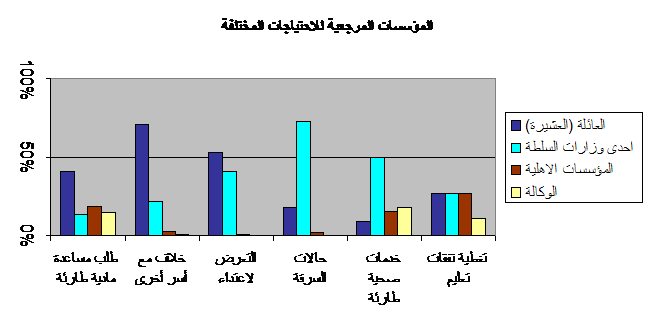 المؤسسات المرجعية للاحتياجات المختلفة
100%
50%
0%
طلب مساعدة
مادية طارئة
خلاف مع
أسر أخرى
التعرض
لاعتداء
حالات
السرقة
خدمات
صحية
طارئة
تغطية نفقات
تعليم
العائلة (العشيرة)
احدى وزارات السلطة
المؤسسات الاهلية
الوكالة